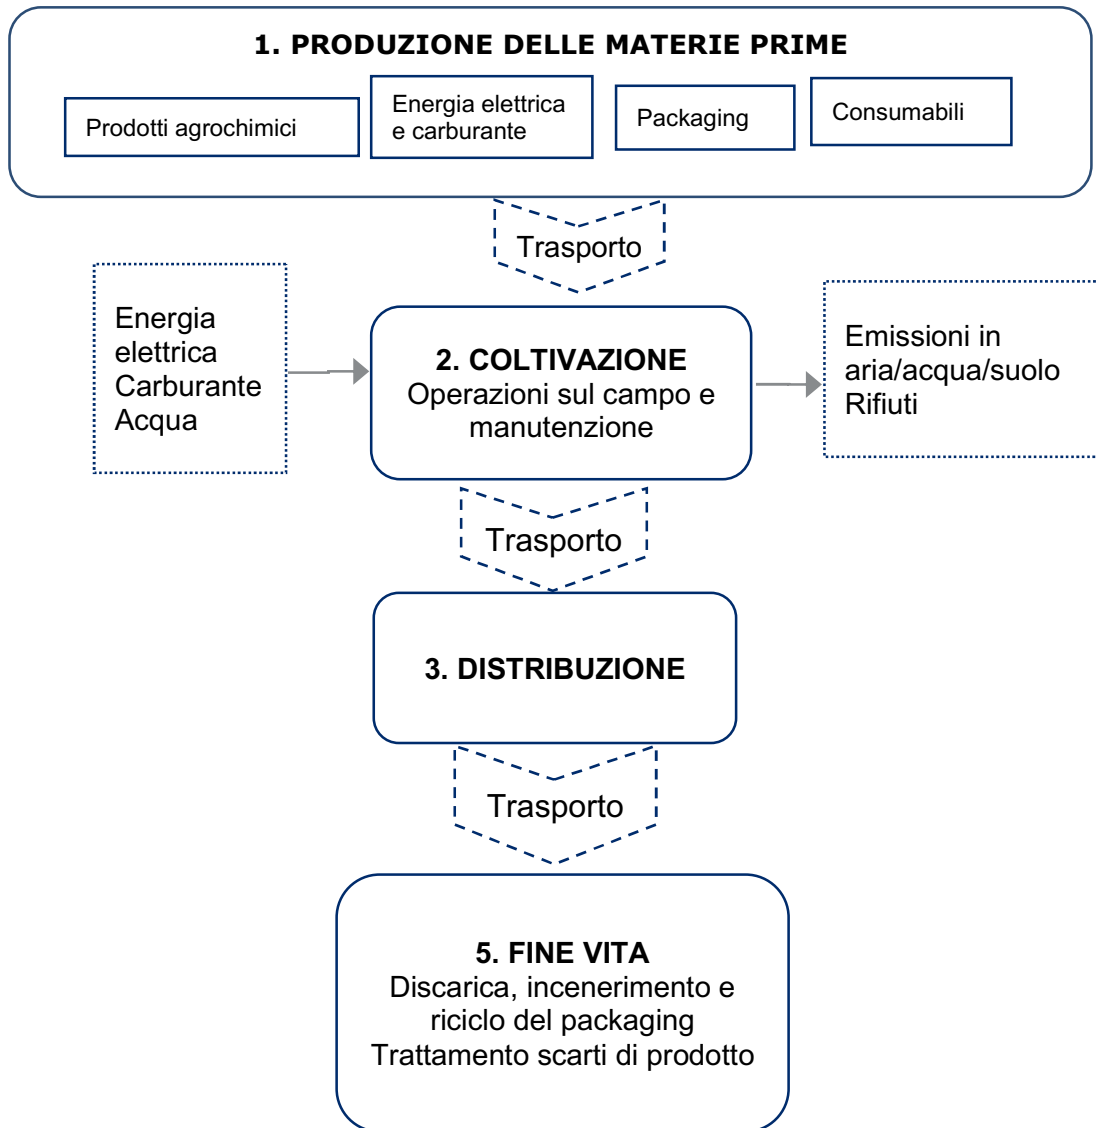 1. PRODUZIONE DELLE MATERIE PRIME
Prodotti agrochimici
Energia elettrica
e carburante
Packaging
Consumabili
Trasporto
Energia
elettrica
Carburante
Acqua
2. COLTIVAZIONE
Operazioni sul campo e
manutenzione
Emissioni in
aria/acqua/suolo
Rifiuti
Trasporto
3. DISTRIBUZIONE
Trasporto
5. FINE VITA
Discarica, incenerimento e
riciclo del packaging
Trattamento scarti di prodotto